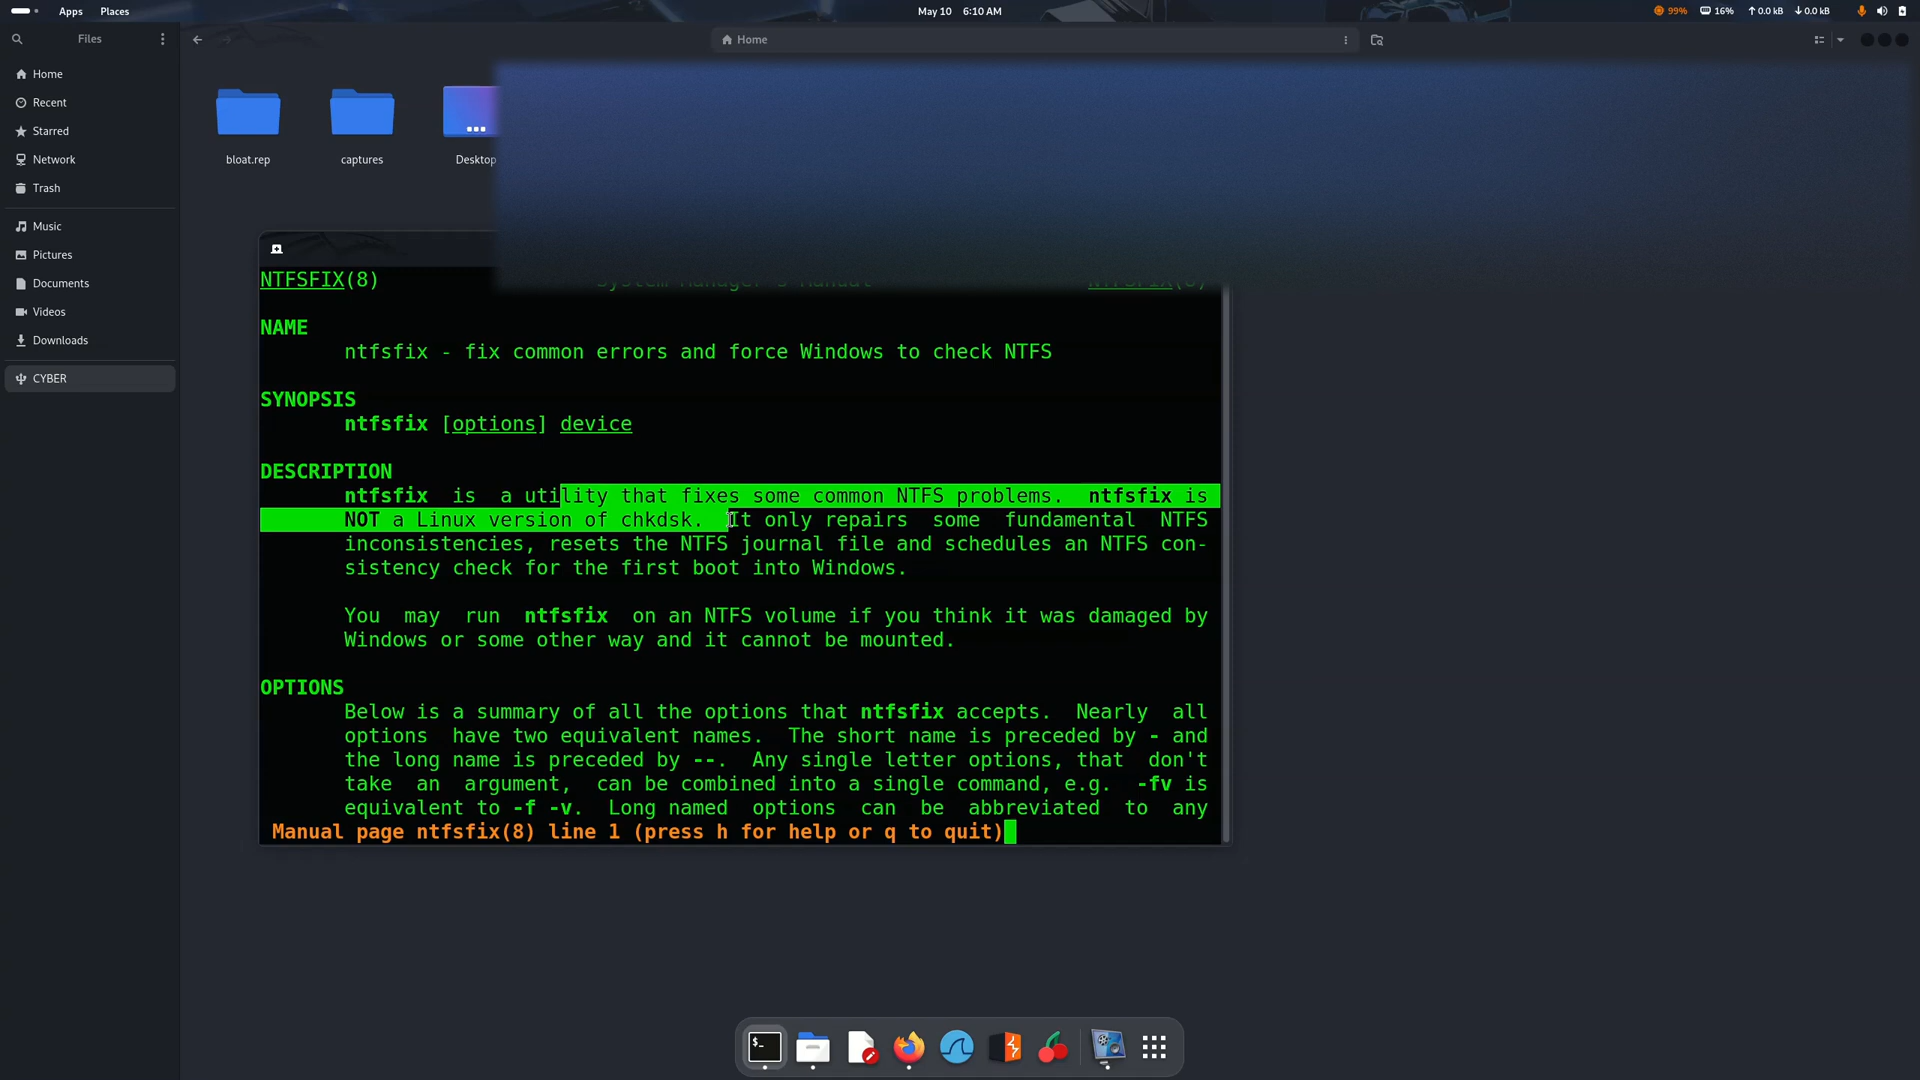 Apps Places May 10 6:10 AM 99% 16% 0.0 kB 0.0 kB
Files Home
Home
Recent
Starred
Network
Trash
Music
Pictures
Documents
Videos
Downloads
CYBER
bloat.rep captures Desktop
NTFSFIX(8) System Manager's Manual NTFSFIX(8)
NAME
ntfsfix - fix common errors and force Windows to check NTFS
SYNOPSIS
ntfsfix [options] device
DESCRIPTION
ntfsfix is a utility that fixes some common NTFS problems. ntfsfix is
NOT a Linux version of chkdsk. It only repairs some fundamental NTFS
inconsistencies, resets the NTFS journal file and schedules an NTFS con-
sistency check for the first boot into Windows.
You may run ntfsfix on an NTFS volume if you think it was damaged by
Windows or some other way and it cannot be mounted.
OPTIONS
Below is a summary of all the options that ntfsfix accepts. Nearly all
options have two equivalent names. The short name is preceded by - and
the long name is preceded by --. Any single letter options, that don't
take an argument, can be combined into a single command, e.g. -fv is
equivalent to -f -v. Long named options can be abbreviated to any
Manual page ntfsfix(8) line 1 (press h for help or q to quit)
$_